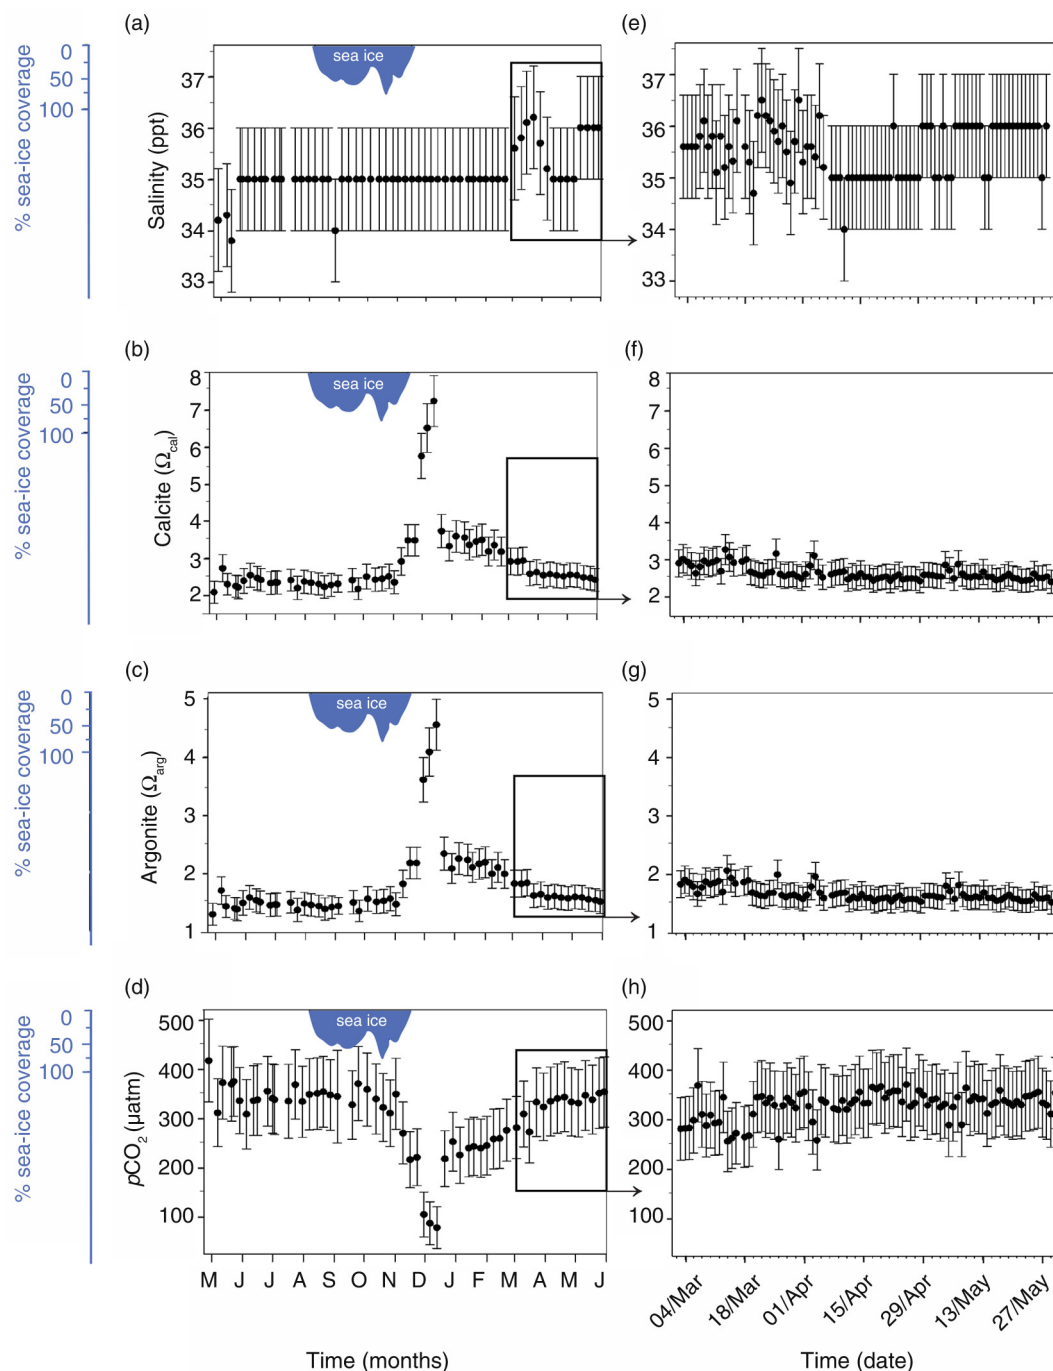 (a)
(e)
% sea-ice coverage
0
50
100
sea ice
Salinity (ppt)
37
36
35
34
33
37
36
35
34
33
(b)
(f)
% sea-ice coverage
0
50
100
sea ice
Calcite (Ωcal)
8
7
6
5
4
3
2
8
7
6
5
4
3
2
(c)
(g)
% sea-ice coverage
0
50
100
sea ice
Argonite (Ωarg)
5
4
3
2
1
5
4
3
2
1
(d)
(h)
% sea-ice coverage
0
50
100
sea ice
pCO2 (µatm)
500
400
300
200
100
500
400
300
200
100
M J J A S O N D J F M A M J
04/Mar 18/Mar 01/Apr 15/Apr 29/Apr 13/May 27/May
Time (months)
Time (date)